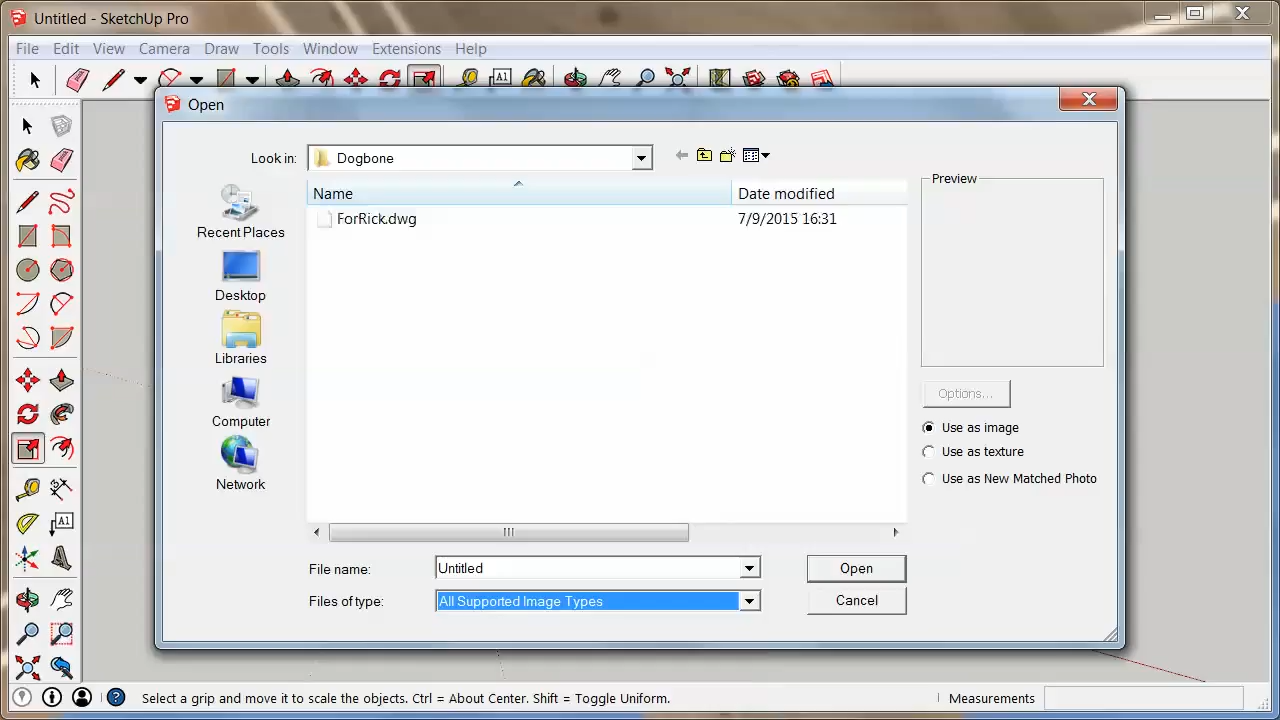 Untitled - SketchUp Pro
File Edit View Camera Draw Tools Window Extensions Help
A1
Open
Look in: Dogbone
Name Date modified
ForRick.dwg 7/9/2015 16:31
Preview
Recent Places
Desktop
Libraries
Computer
Network
Options...
Use as image
Use as texture
Use as New Matched Photo
A1
File name: Untitled Open
Files of type: All Supported Image Types Cancel
Select a grip and move it to scale the objects. Ctrl = About Center. Shift = Toggle Uniform. Measurements